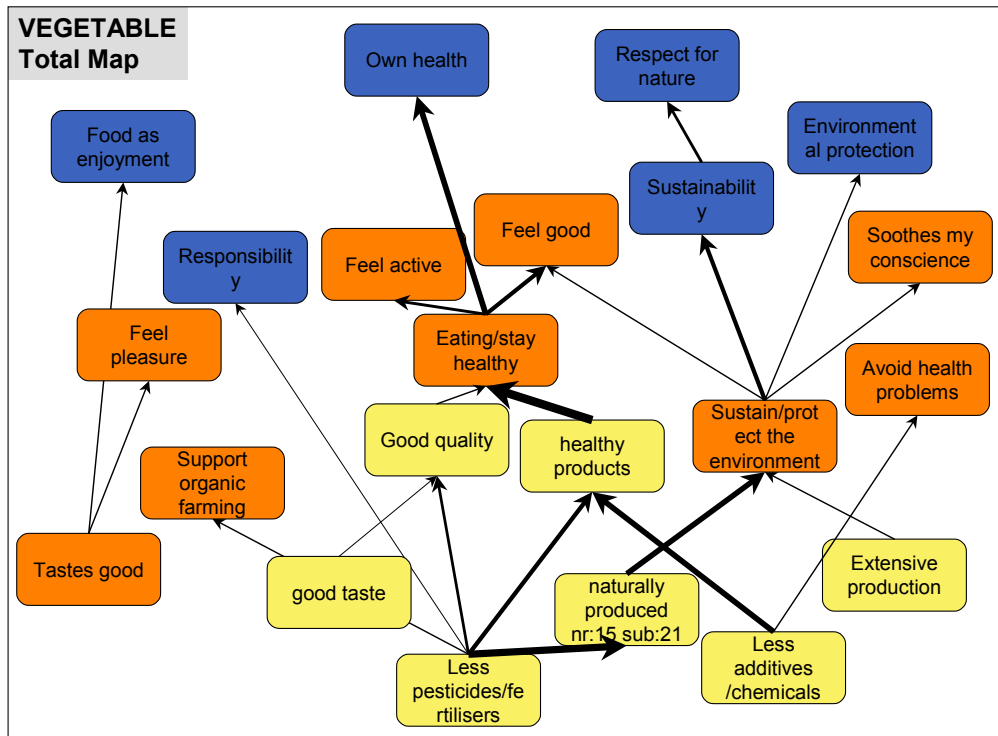 VEGETABLE
Total Map
Own health
Respect for
nature
Food as
enjoyment
Environment
al protection
Sustainabilit
y
Feel good
Soothes my
conscience
Responsibilit
y
Feel active
Feel
pleasure
Eating/stay
healthy
Avoid health
problems
Good quality
healthy
products
Sustain/prot
ect the
environment
Support
organic
farming
Tastes good
good taste
naturally
produced
nr:15 sub:21
Extensive
production
Less
pesticides/fe
rtilisers
Less
additives
/chemicals